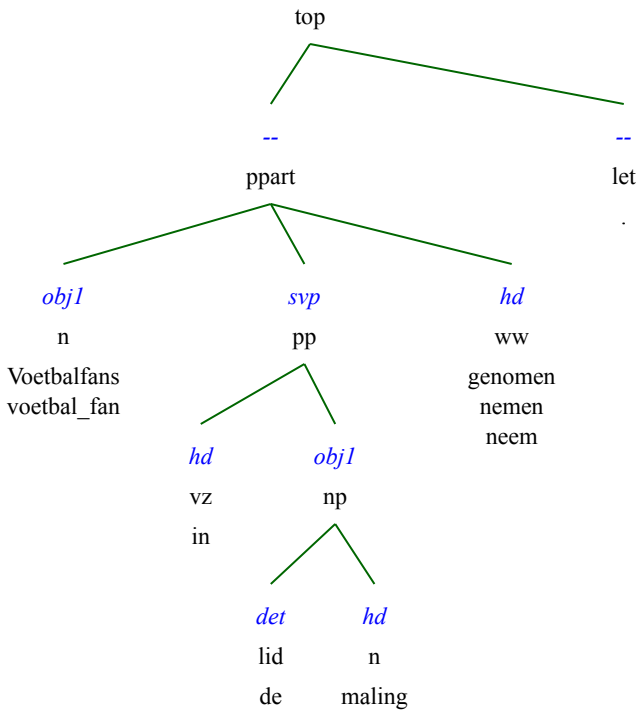 top
-- --
ppart let
.
obj1 svp hd
n pp ww
Voetbalfans genomen
voetbal_fan nemen
neem
hd obj1
vz np
in
det hd
lid n
de maling